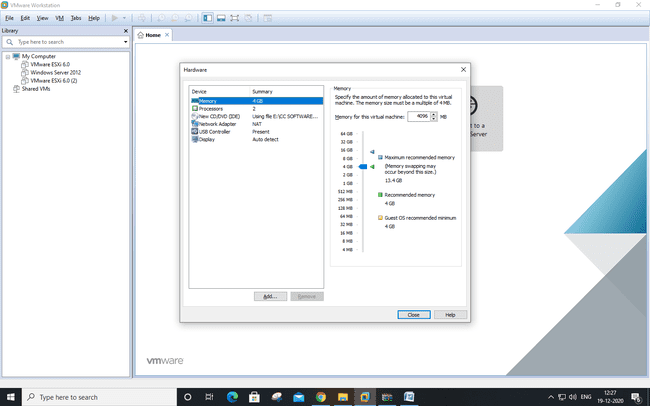 VMware Workstation
File Edit View VM Tabs Help
Library
Type here to search
My Computer
VMware ESXi 6.0
Windows Server 2012
VMware ESXi 6.0 (2)
Shared VMs
Home
t to a
Server
Hardware
Device Summary
Memory 4 GB
Processors 2
New CD/DVD (IDE) Using file E:\CC SOFTWARE...
Network Adapter NAT
USB Controller Present
Display Auto detect
Add...
Remove
Memory
Specify the amount of memory allocated to this virtual
machine. The memory size must be a multiple of 4 MB.
Memory for this virtual machine: 4096 MB
64 GB
32 GB
16 GB
8 GB
4 GB
2 GB
1 GB
512 MB
256 MB
128 MB
64 MB
32 MB
16 MB
8 MB
4 MB
Maximum recommended memory
(Memory swapping may
occur beyond this size.)
13.4 GB
Recommended memory
4 GB
Guest OS recommended minimum
4 GB
Close
Help
vmware
Type here to search
ENG
12:27
19-12-2020